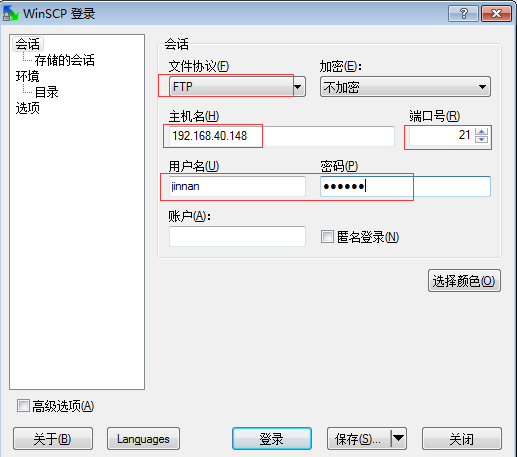 WinSCP 登录
会话
存储的会话
环境
目录
选项
会话
文件协议(F)
加密(E):
FTP
不加密
主机名(H)
端口号(R)
192.168.40.148
21
用户名(U)
密码(P)
jinnan
●●●●●●
账户(A):
匿名登录(N)
选择颜色(O)
高级选项(A)
关于(B)
Languages
登录
保存(S)...
关闭